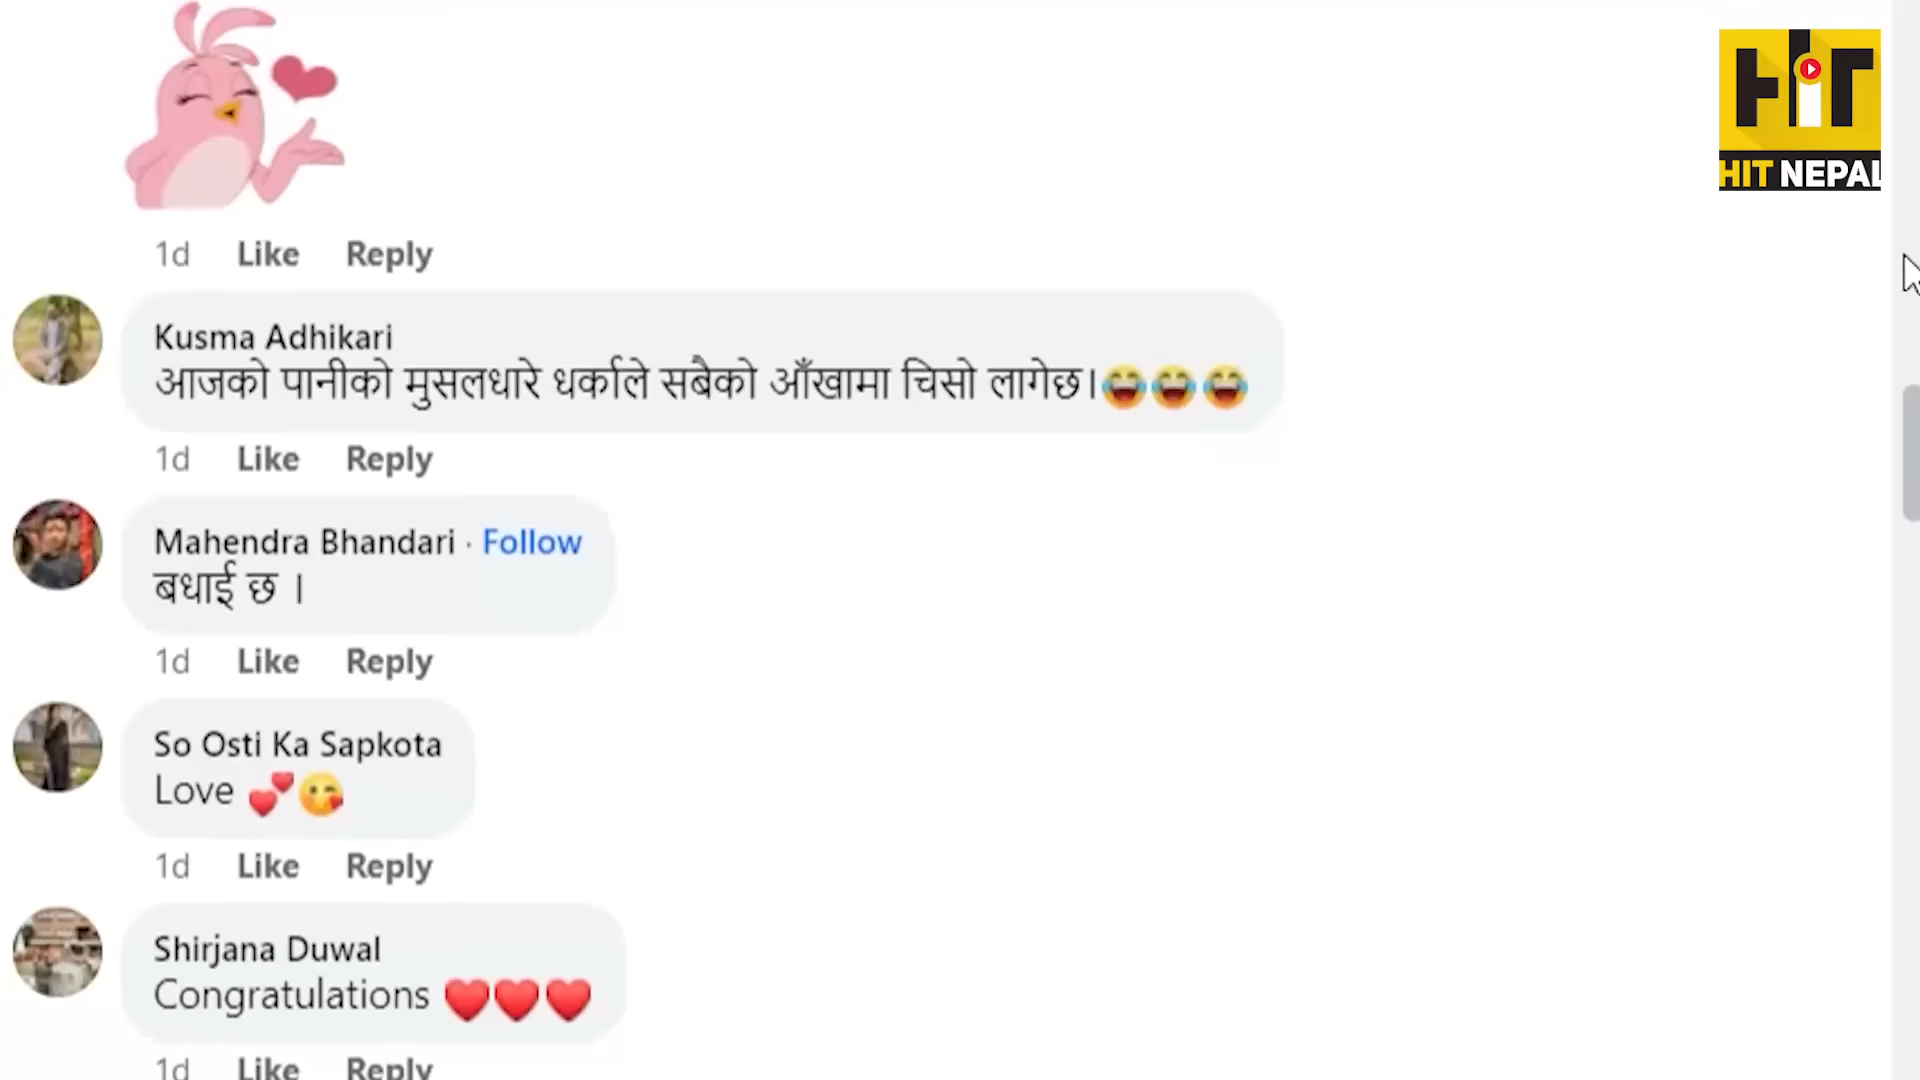 HiT
HIT NEPAL
1d Like Reply
Kusma Adhikari
आजको पानीको मुसलधारे धर्काले सबैको आँखामा चिसो लागेछ।😂😂😂
1d Like Reply
Mahendra Bhandari · Follow
बधाई छ ।
1d Like Reply
So Osti Ka Sapkota
Love 💕😘
1d Like Reply
Shirjana Duwal
Congratulations ❤️❤️❤️
1d Like Reply